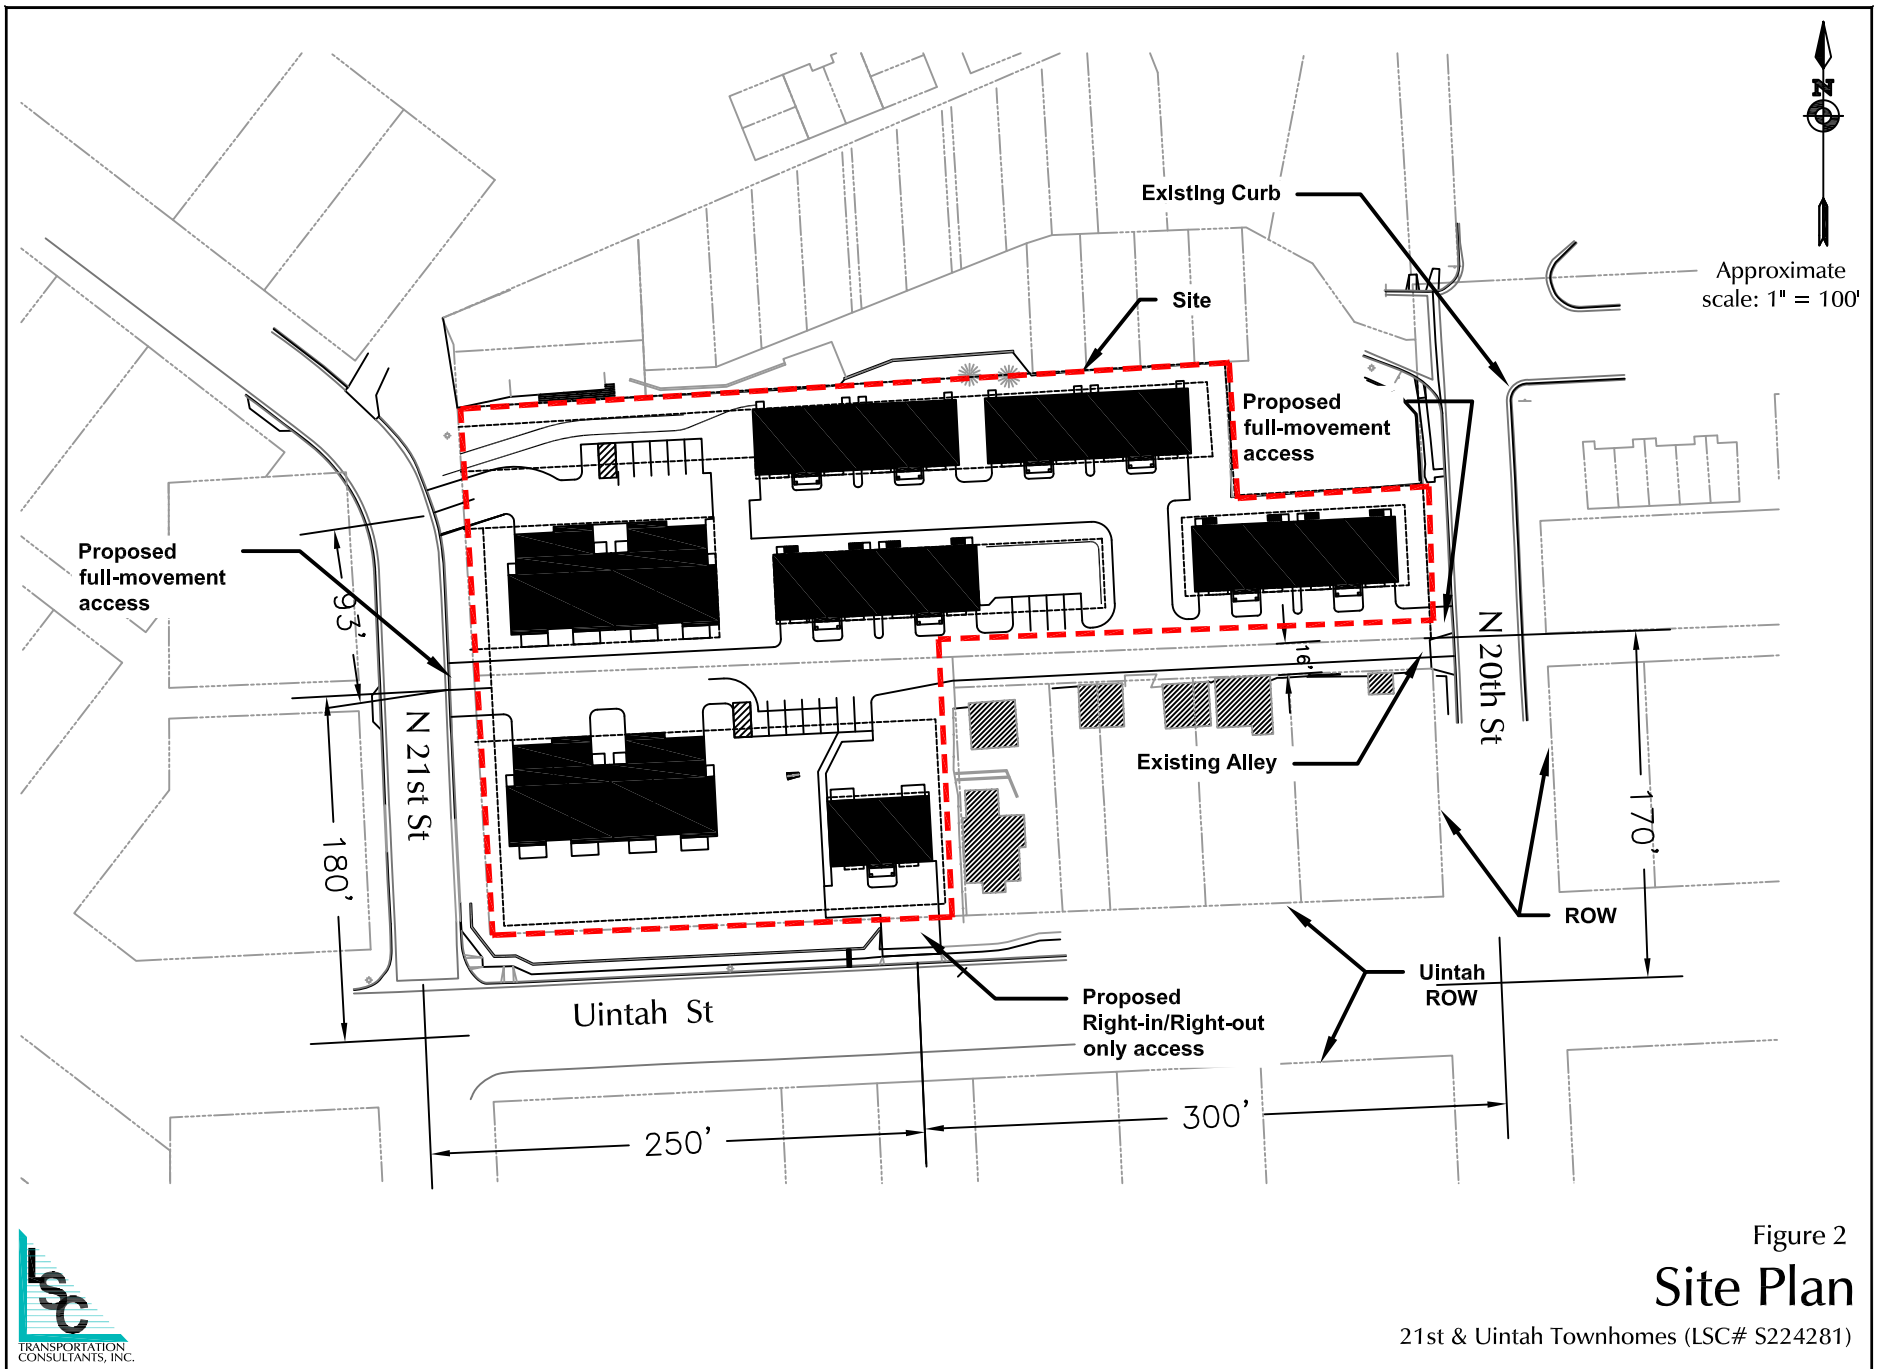 N
Approximate
scale: 1" = 100'
Existing Curb
Site
Proposed
full-movement
access
Proposed
full-movement
access
93'
16'
N 20th St
N 21st St
Existing Alley
170'
180'
ROW
Uintah
ROW
Proposed
Right-in/Right-out
only access
Uintah St
250'
300'
Figure 2
Site Plan
21st & Uintah Townhomes (LSC# S224281)
LSC
TRANSPORTATION
CONSULTANTS, INC.